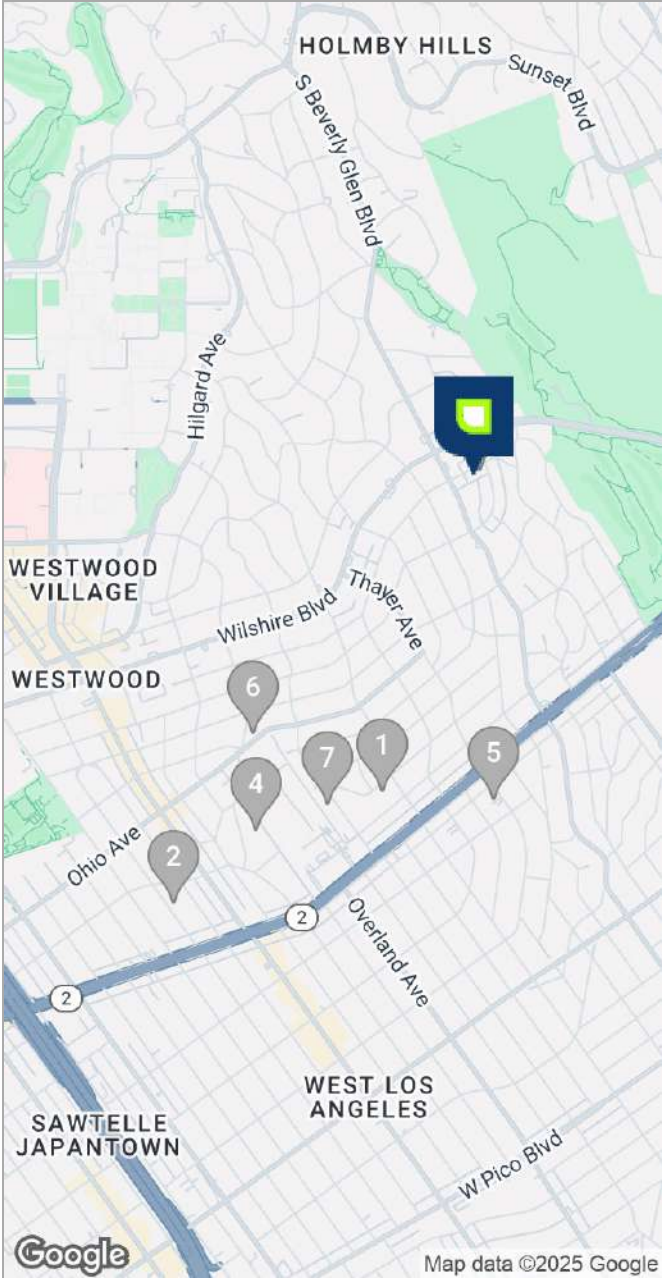 HOLMBY HILLS
Sunset Blvd
S Beverly Glen Blvd
Hilgard Ave
WESTWOOD
VILLAGE
Thayer Ave
Wilshire Blvd
WESTWOOD
6
1
7
5
4
2
Ohio Ave
2
Overland Ave
2
WEST LOS
ANGELES
SAWTELLE
JAPANTOWN
W Pico Blvd
Google
Map data ©2025 Google